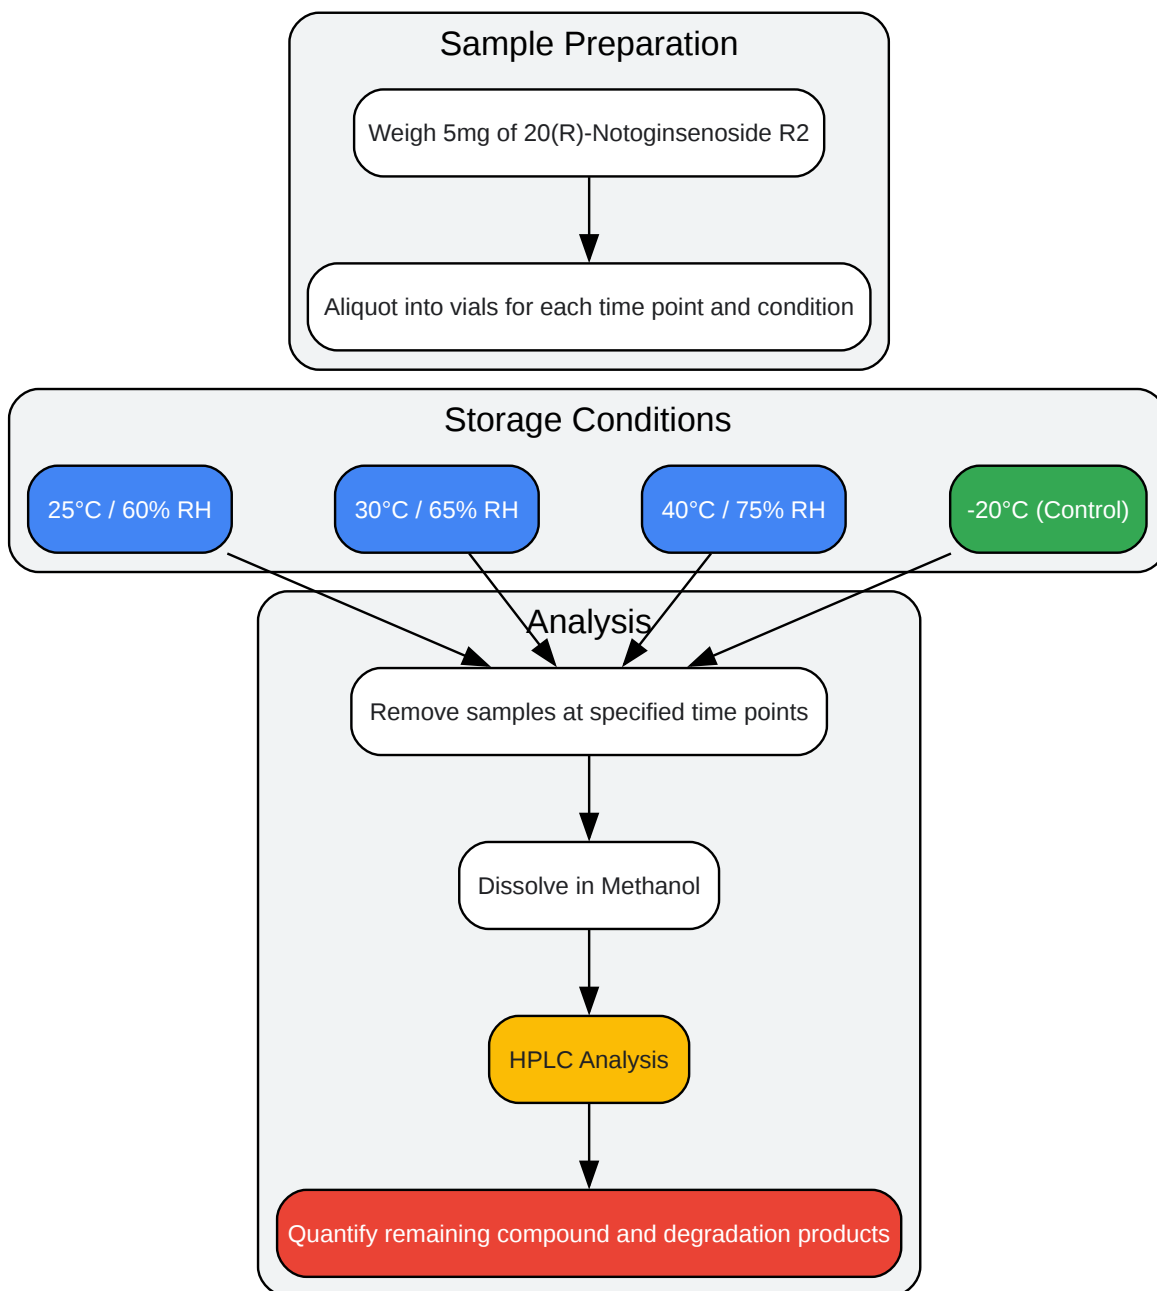 Sample Preparation
Weigh 5mg of 20(R)-Notoginsenoside R2
Aliquot into vials for each time point and condition
Storage Conditions
25°C / 60% RH
30°C / 65% RH
40°C / 75% RH
-20°C (Control)
Analysis
Remove samples at specified time points
Dissolve in Methanol
HPLC Analysis
Quantify remaining compound and degradation products